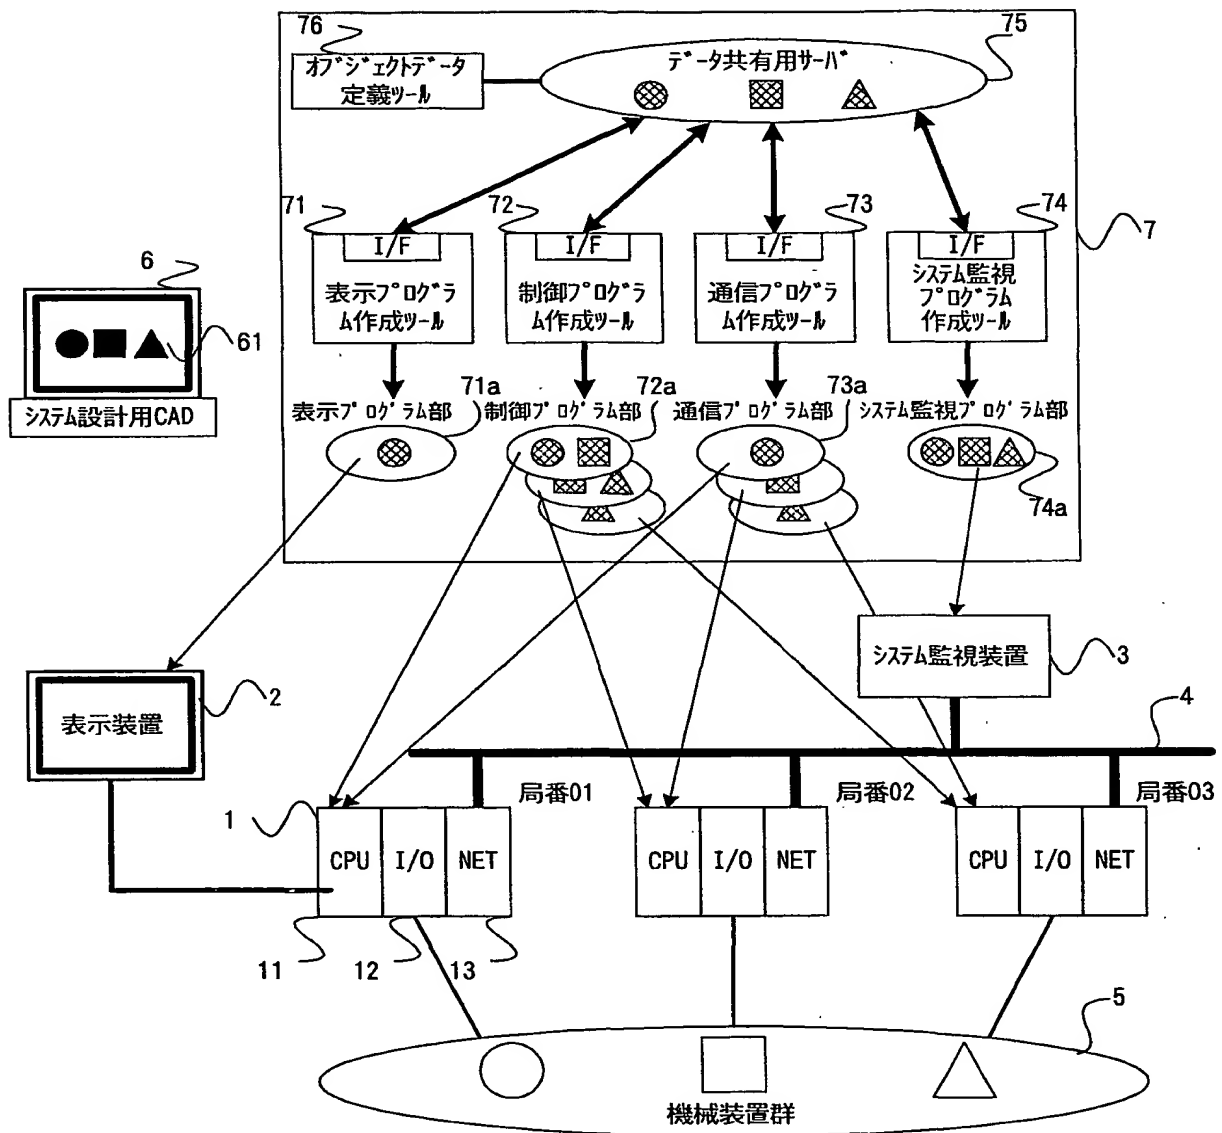 76
75
オブジェクトデータ
定義ツール
データ共有用サーバ
71
72
73
74
7
I/F
表示プログラ
ム作成ツール
I/F
制御プログラ
ム作成ツール
I/F
通信プログラ
ム作成ツール
I/F
システム監視
プログラム
作成ツール
6
61
システム設計用CAD
71a
72a
73a
表示プログラム部
制御プログラム部
通信プログラム部
システム監視プログラム部
74a
システム監視装置
3
2
表示装置
4
局番01
局番02
局番03
1
CPU
I/O
NET
CPU
I/O
NET
CPU
I/O
NET
11
12
13
5
機械装置群